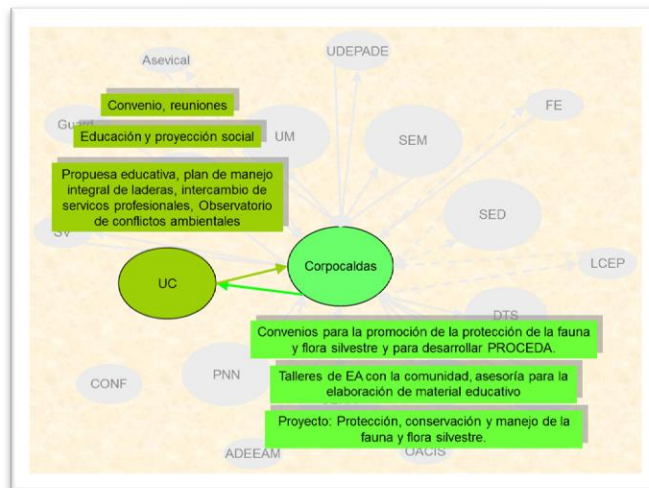 UDEPADE
Asevical
FE
Convenio, reuniones
Guard
UM
SEM
Educación y proyección social
Propuesa educativa, plan de manejo
integral de laderas, intercambio de
servicos profesionales, Observatorio
de conflictos ambientales
SED
SV
Corpocaldas
LCEP
UC
DTS
Convenios para la promoción de la protección de la fauna
y flora silvestre y para desarrollar PROCEDA.
PNN
CONF
Talleres de EA con la comunidad, asesoría para la
elaboración de material educativo
Proyecto: Protección, conservación y manejo de la
fauna y flora silvestre.
ADEEAM
OACIS